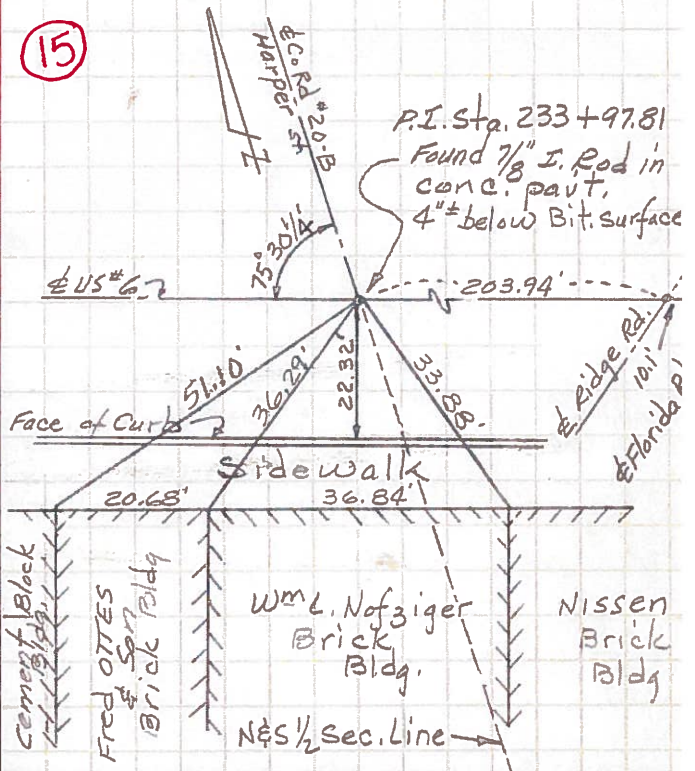 15
℄ Co Rd #20-B
Harper St.
P.I. Sta. 233+97.81
Found 7/8" I. Rod in
conc. pavt.
4"± below Bit. Surface
75° 30 1/4'
℄ US #6
203.94'
51.10'
36.29'
22.32'
33.88'
℄ Ridge Rd.
10.1'
℄ Florida
Face of Curb
Sidewalk
20.68'
36.84'
Cement Block
Bldg.
Fred OTTES
& Son
Brick Bldg
Wm L. Nofziger
Brick
Bldg.
Nissen
Brick
Bldg
N&S 1/2 Sec. Line